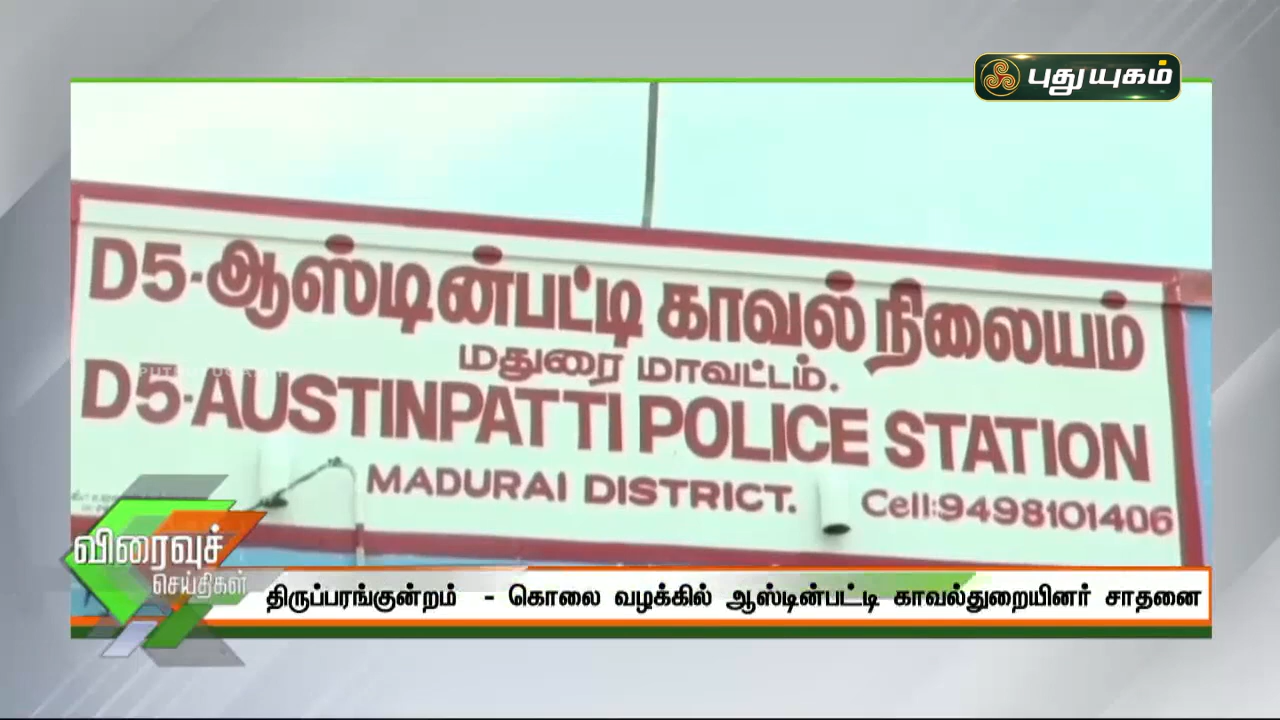 புதுயுகம்
D5-ஆஸ்டின்பட்டி காவல் நிலையம்
மதுரை மாவட்டம்.
D5-AUSTINPATTI POLICE STATION
MADURAI DISTRICT.
Cell:9498101406
விரைவுச்
செய்திகள்
திருப்பரங்குன்றம் - கொலை வழக்கில் ஆஸ்டின்பட்டி காவல்துறையினர் சாதனை